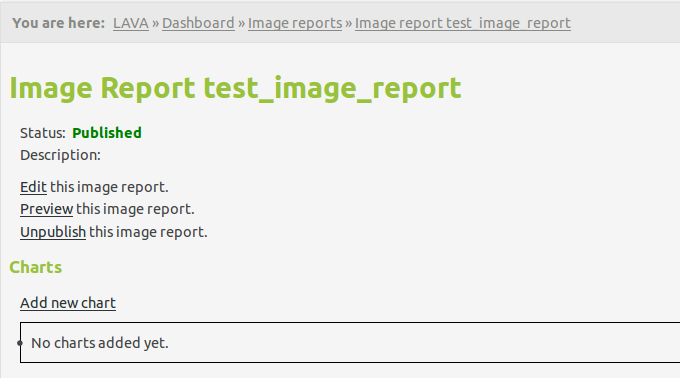 You are here: LAVA » Dashboard » Image reports » Image report test_image_report
Image Report test_image_report
Status: Published
Description:
Edit this image report.
Preview this image report.
Unpublish this image report.
Charts
Add new chart
No charts added yet.